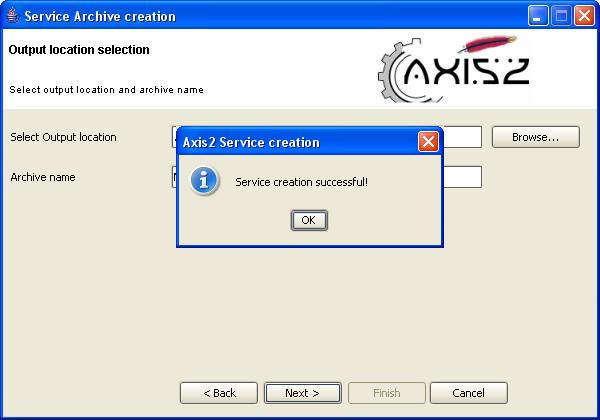 Service Archive creation
Output location selection
Select output location and archive name
AXIS2
Select Output location
Browse...
Axis2 Service creation
Archive name
Service creation successful!
OK
< Back
Next >
Finish
Cancel